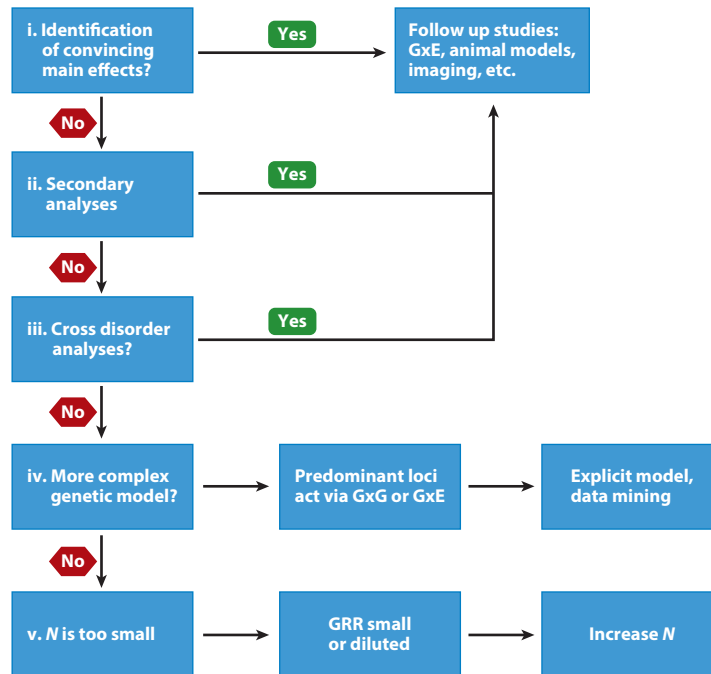 i. Identification
of convincing
main effects?
Yes
Follow up studies:
GxE, animal models,
imaging, etc.
No
ii. Secondary
analyses
Yes
No
iii. Cross disorder
analyses?
Yes
No
iv. More complex
genetic model?
Predominant loci
act via GxG or GxE
Explicit model,
data mining
No
v. N is too small
GRR small
or diluted
Increase N